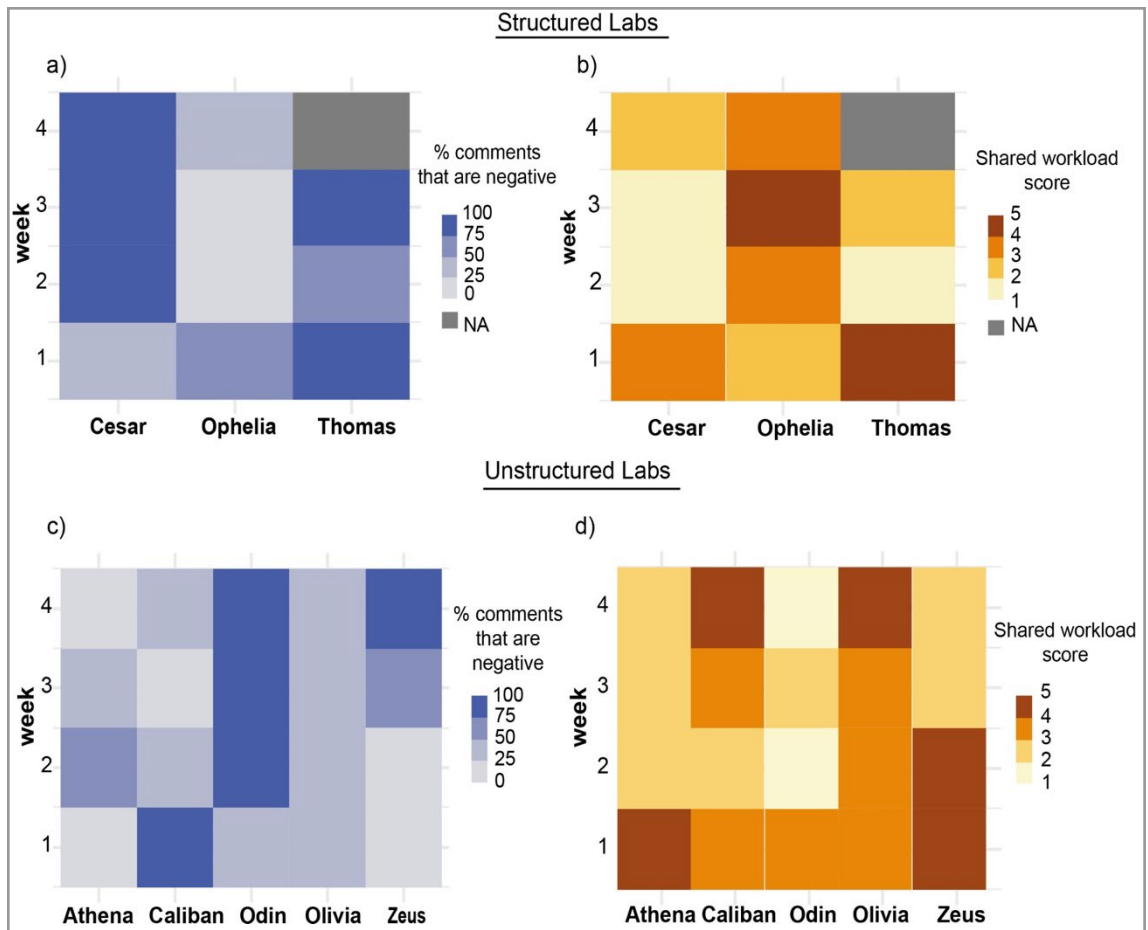 Structured Labs
a)
4
3
2
1
week
Cesar Ophelia Thomas
% comments
that are negative
100
75
50
25
0
NA
b)
4
3
2
1
week
Cesar Ophelia Thomas
Shared workload
score
5
4
3
2
1
NA
Unstructured Labs
c)
4
3
2
1
week
Athena Caliban Odin Olivia Zeus
% comments
that are
negative
100
75
50
25
0
d)
4
3
2
1
week
Athena Caliban Odin Olivia Zeus
Shared workload
score
5
4
3
2
1